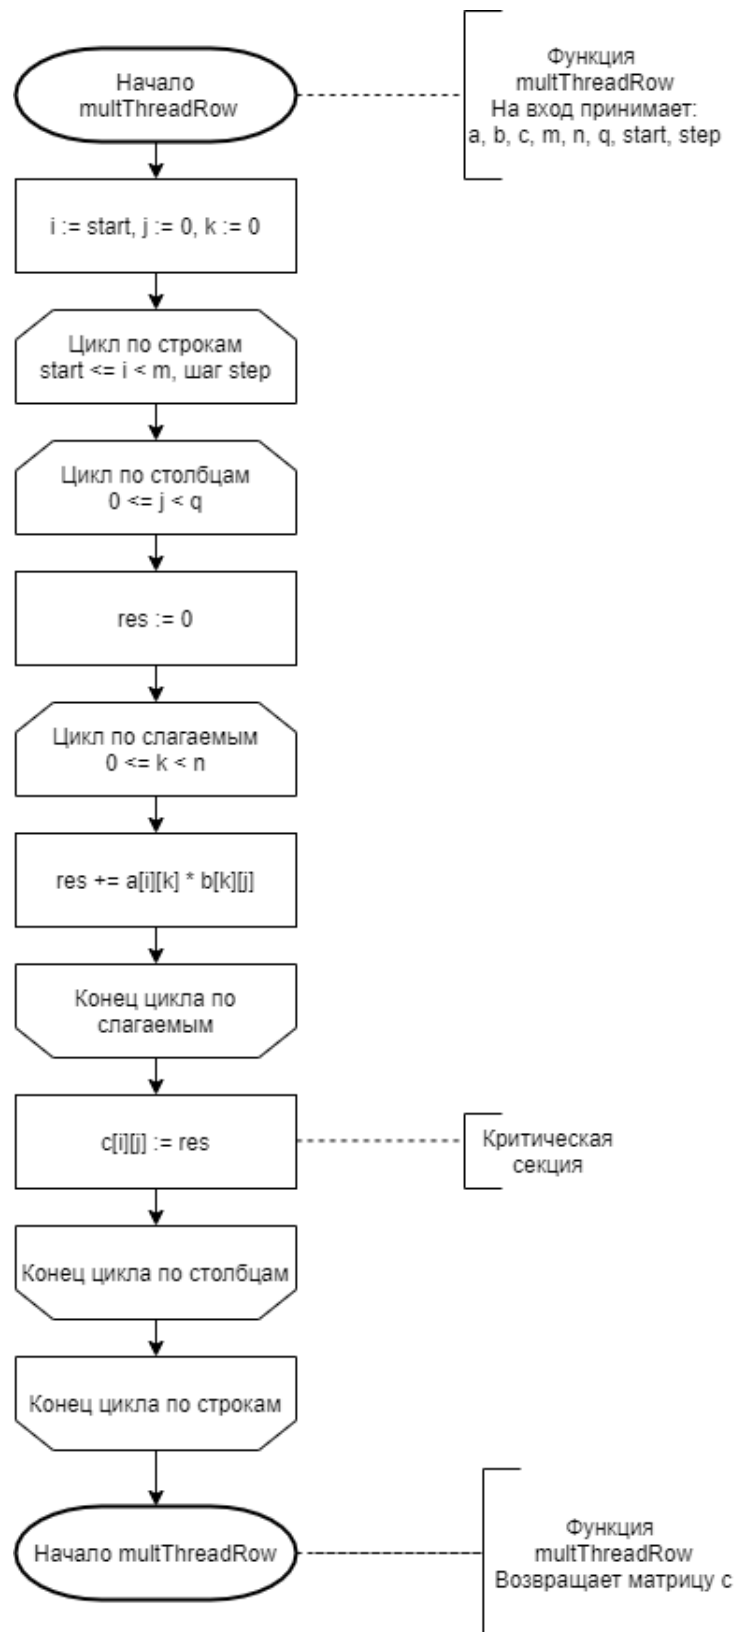 Начало
multThreadRow
Функция
multThreadRow
На вход принимает:
a, b, c, m, n, q, start, step
i := start, j := 0, k := 0
Цикл по строкам
start <= i < m, шаг step
Цикл по столбцам
0 <= j < q
res := 0
Цикл по слагаемым
0 <= k < n
res += a[i][k] * b[k][j]
Конец цикла по
слагаемым
c[i][j] := res
Критическая
секция
Конец цикла по столбцам
Конец цикла по строкам
Начало multThreadRow
Функция
multThreadRow
Возвращает матрицу c